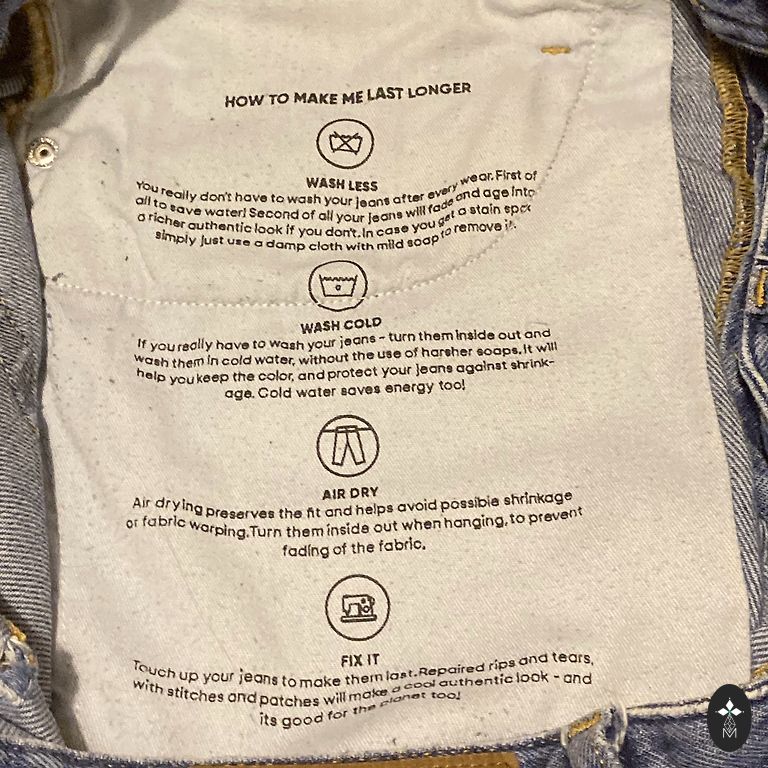 HOW TO MAKE ME LAST LONGER
WASH LESS
You really don't have to wash your jeans after every wear. First of
all to save water! Second of all your jeans will fade and age into
a richer authentic look if you don't. In case you get a stain spot
simply just use a damp cloth with mild soap to remove it.
WASH COLD
If you really have to wash your jeans - turn them inside out and
wash them in cold water, without the use of harsher soaps. It will
help you keep the color, and protect your jeans against shrink-
age. Cold water saves energy too!
AIR DRY
Air drying preserves the fit and helps avoid possible shrinkage
or fabric warping. Turn them inside out when hanging, to prevent
fading of the fabric.
FIX IT
Touch up your jeans to make them last. Repaired rips and tears,
with stitches and patches will make a cool authentic look - and
its good for the planet too!
M